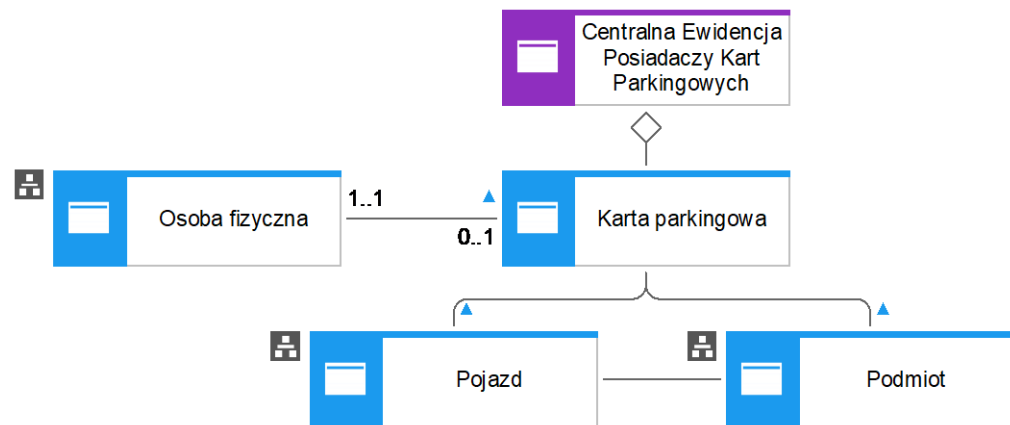 Centralna Ewidencja
Posiadaczy Kart
Parkingowych
Osoba fizyczna
1..1
0..1
Karta parkingowa
Pojazd
Podmiot